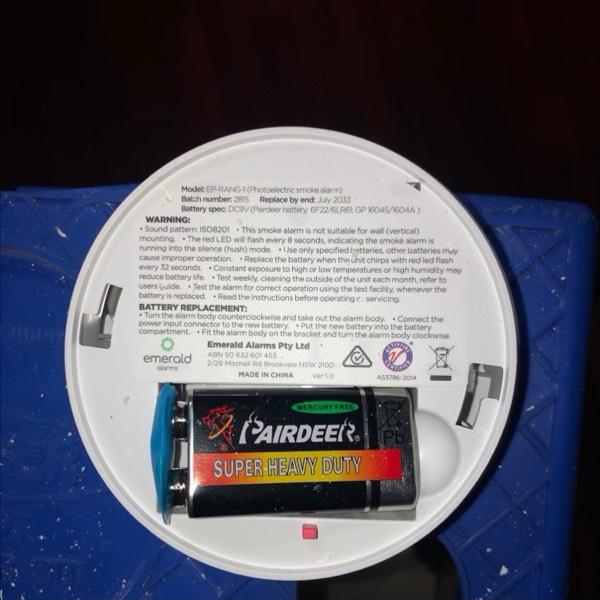 Model: EP-RANG-1 (Photoelectric smoke alarm)
Batch number: 2815 Replace by end: July 2033
Battery spec: DC9V (Pairdeer battery: 6F22/6LR61; GP 1604S/1604A )
WARNING:
• Sound pattern: ISO8201 • This smoke alarm is not suitable for wall (vertical)
mounting. • The red LED will flash every 8 seconds, indicating the smoke alarm is
running into the silence (hush) mode. • Use only specified betteries, other batteries may
cause improper operation. • Replace the battery when the unit chirps with red led flash
every 32 seconds. • Constant exposure to high or low temperatures or high humidity may
reduce battery life. • Test weekly, cleaning the outside of the unit each month, refer to
users guide. • Test the alarm for correct operation using the test facility, whenever the
battery is replaced. • Read the instructions before operating or servicing.
BATTERY REPLACEMENT:
• Turn the alarm body counterclockwise and take out the alarm body. • Connect the
power input connector to the new battery. • Put the new battery into the battery
compartment. • Fit the alarm body on the bracket and turn the alarm body clockwise.
emerald
alarms
Emerald Alarms Pty Ltd
ABN 50 632 601 453
2/29 Mitchell Rd Brookvale NSW 2100
MADE IN CHINA Ver:1.0
AS3786: 2014
MERCURY-FREE
PAIRDEER
SUPER HEAVY DUTY
Pb